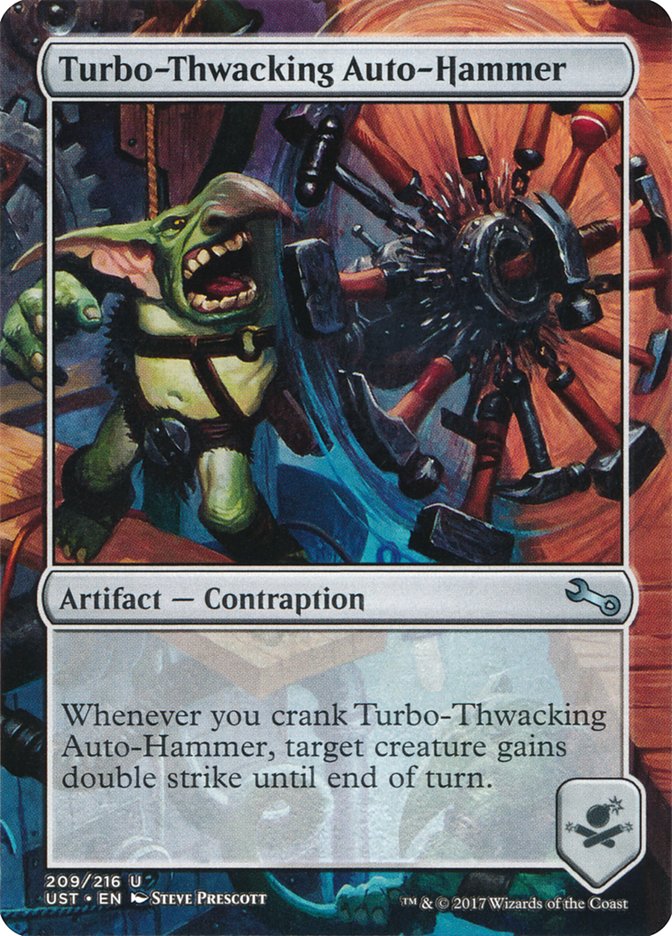 Turbo-Thwacking Auto-Hammer
Artifact — Contraption
Whenever you crank Turbo-Thwacking
Auto-Hammer, target creature gains
double strike until end of turn.
209/216 U
UST • EN Steve Prescott
™ & © 2017 Wizards of the Coast